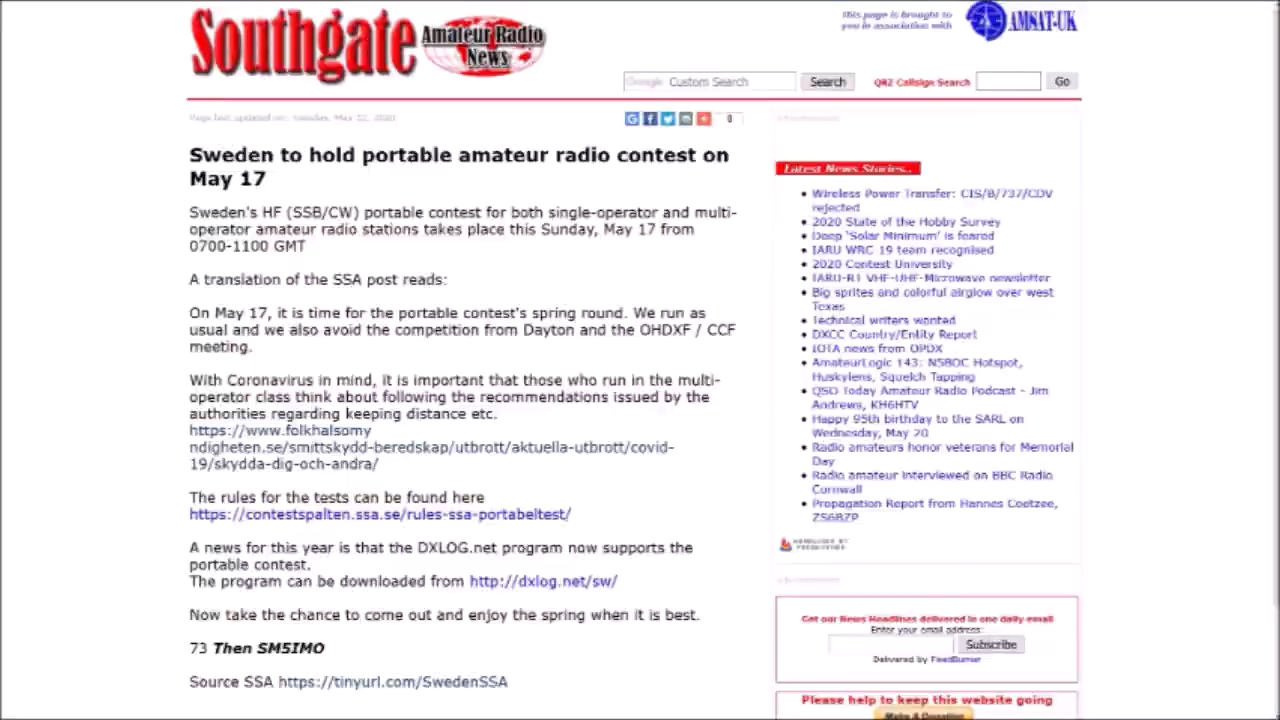 Southgate
Amateur Radio
News
This page is brought to
you in association with
AMSAT-UK
Google Custom Search
Search
QRZ Callsign Search
Go
Page last updated on: Tuesday, May 12, 2020
0
Sweden to hold portable amateur radio contest on
May 17
Sweden's HF (SSB/CW) portable contest for both single-operator and multi-
operator amateur radio stations takes place this Sunday, May 17 from
0700-1100 GMT
A translation of the SSA post reads:
On May 17, it is time for the portable contest's spring round. We run as
usual and we also avoid the competition from Dayton and the OHDXF / CCF
meeting.
With Coronavirus in mind, it is important that those who run in the multi-
operator class think about following the recommendations issued by the
authorities regarding keeping distance etc.
https://www.folkhalsomy
ndigheten.se/smittskydd-beredskap/utbrott/aktuella-utbrott/covid-
19/skydda-dig-och-andra/
The rules for the tests can be found here
https://contestspalten.ssa.se/rules-ssa-portabeltest/
A news for this year is that the DXLOG.net program now supports the
portable contest.
The program can be downloaded from http://dxlog.net/sw/
Now take the chance to come out and enjoy the spring when it is best.
73 Then SM5IMO
Source SSA https://tinyurl.com/SwedenSSA
Advertisement
Latest News Stories..
Wireless Power Transfer: CIS/B/737/CDV
rejected
2020 State of the Hobby Survey
Deep 'Solar Minimum' is feared
IARU WRC 19 team recognised
2020 Contest University
IARU-R1 VHF-UHF-Microwave newsletter
Big sprites and colorful airglow over west
Texas
Technical writers wanted
DXCC Country/Entity Report
IOTA news from OPDX
AmateurLogic 143: N5BOC Hotspot,
Huskylens, Squelch Tapping
QSO Today Amateur Radio Podcast - Jim
Andrews, KH6HTV
Happy 95th birthday to the SARL on
Wednesday, May 20
Radio amateurs honor veterans for Memorial
Day
Radio amateur interviewed on BBC Radio
Cornwall
Propagation Report from Hannes Coetzee,
ZS6BZP
HEADLINES BY
FEEDBURNER
Advertisement
Get our News Headlines delivered in one daily email
Enter your email address:
Subscribe
Delivered by FeedBurner
Please help to keep this website going
Make A Donation